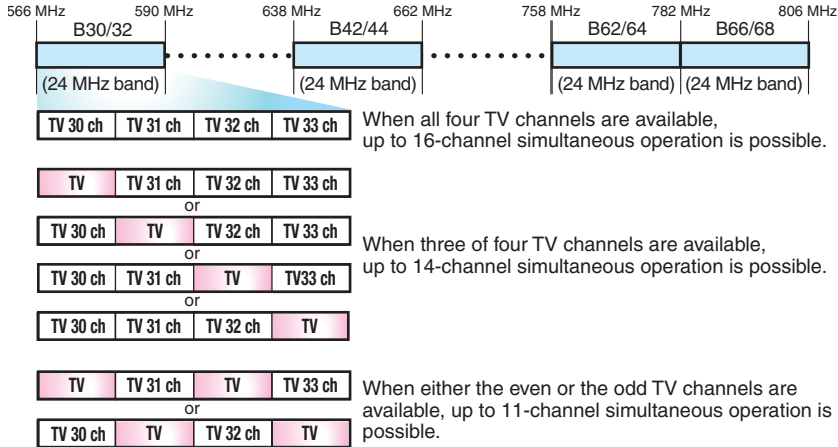 566 MHz 590 MHz 638 MHz 662 MHz 758 MHz 782 MHz 806 MHz
B30/32 B42/44 B62/64 B66/68
(24 MHz band) (24 MHz band) (24 MHz band) (24 MHz band)
TV 30 ch TV 31 ch TV 32 ch TV 33 ch
When all four TV channels are available,
up to 16-channel simultaneous operation is possible.
TV TV 31 ch TV 32 ch TV 33 ch
or
TV 30 ch TV TV 32 ch TV 33 ch
or
TV 30 ch TV 31 ch TV TV33 ch
or
TV 30 ch TV 31 ch TV 32 ch TV
When three of four TV channels are available,
up to 14-channel simultaneous operation is possible.
TV TV 31 ch TV TV 33 ch
or
TV 30 ch TV TV 32 ch TV
When either the even or the odd TV channels are
available, up to 11-channel simultaneous operation is
possible.